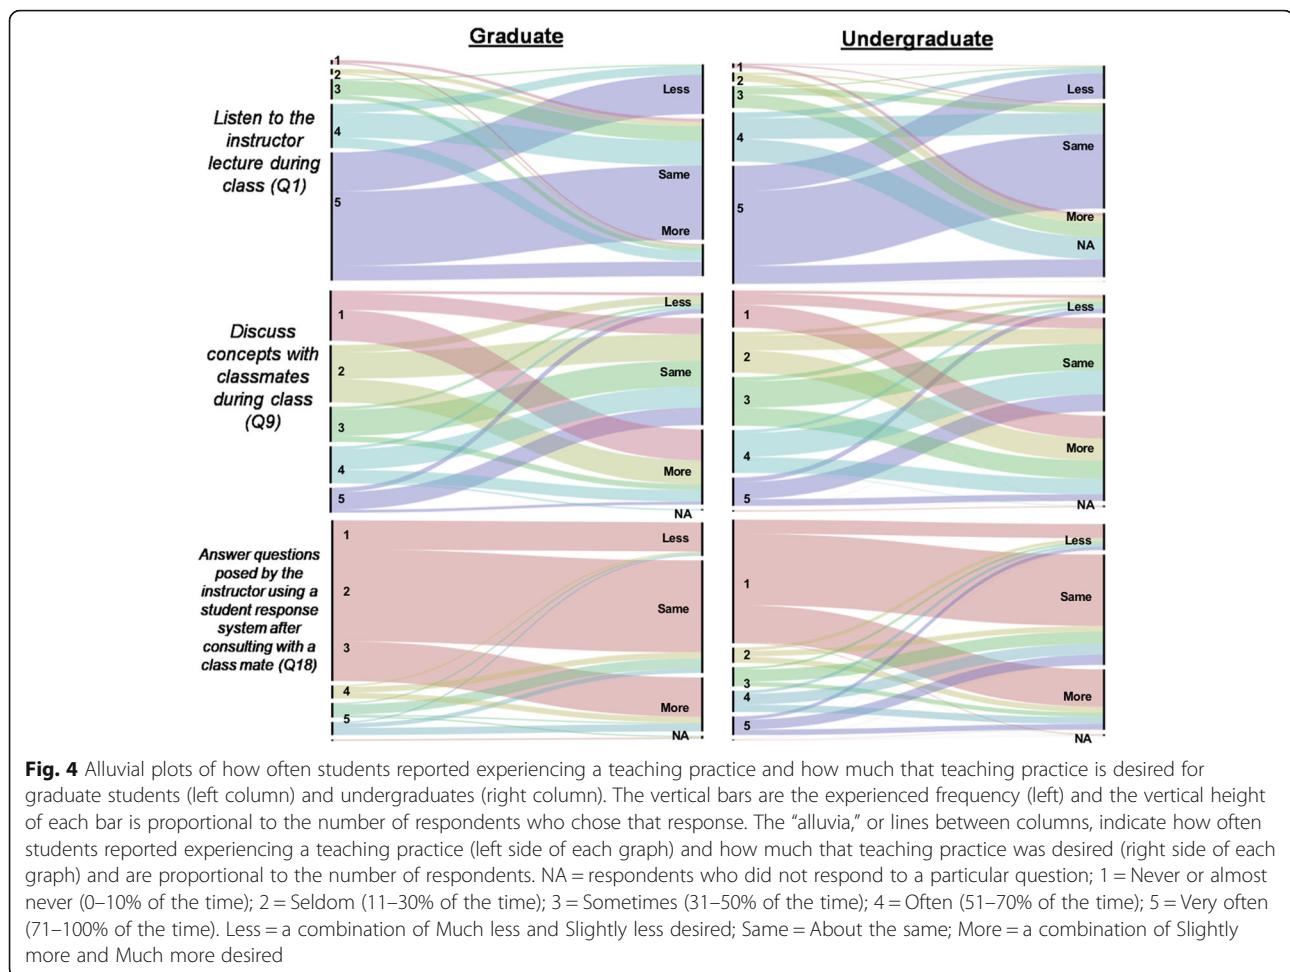 Graduate
Undergraduate
Listen to the
instructor
lecture during
class (Q1)
1
2
3
4
5
Less
Same
More
1
2
3
4
5
Less
Same
More
NA
Discuss
concepts with
classmates
during class
(Q9)
1
2
3
4
5
Less
Same
More
NA
1
2
3
4
5
Less
Same
More
NA
Answer questions
posed by the
instructor using a
student response
system after
consulting with a
class mate (Q18)
1
2
3
4
5
Less
Same
More
NA
1
2
3
4
5
Less
Same
More
NA
Fig. 4 Alluvial plots of how often students reported experiencing a teaching practice and how much that teaching practice is desired for
graduate students (left column) and undergraduates (right column). The vertical bars are the experienced frequency (left) and the vertical height
of each bar is proportional to the number of respondents who chose that response. The “alluvia,” or lines between columns, indicate how often
students reported experiencing a teaching practice (left side of each graph) and how much that teaching practice was desired (right side of each
graph) and are proportional to the number of respondents. NA = respondents who did not respond to a particular question; 1 = Never or almost
never (0–10% of the time); 2 = Seldom (11–30% of the time); 3 = Sometimes (31–50% of the time); 4 = Often (51–70% of the time); 5 = Very often
(71–100% of the time). Less = a combination of Much less and Slightly less desired; Same = About the same; More = a combination of Slightly
more and Much more desired